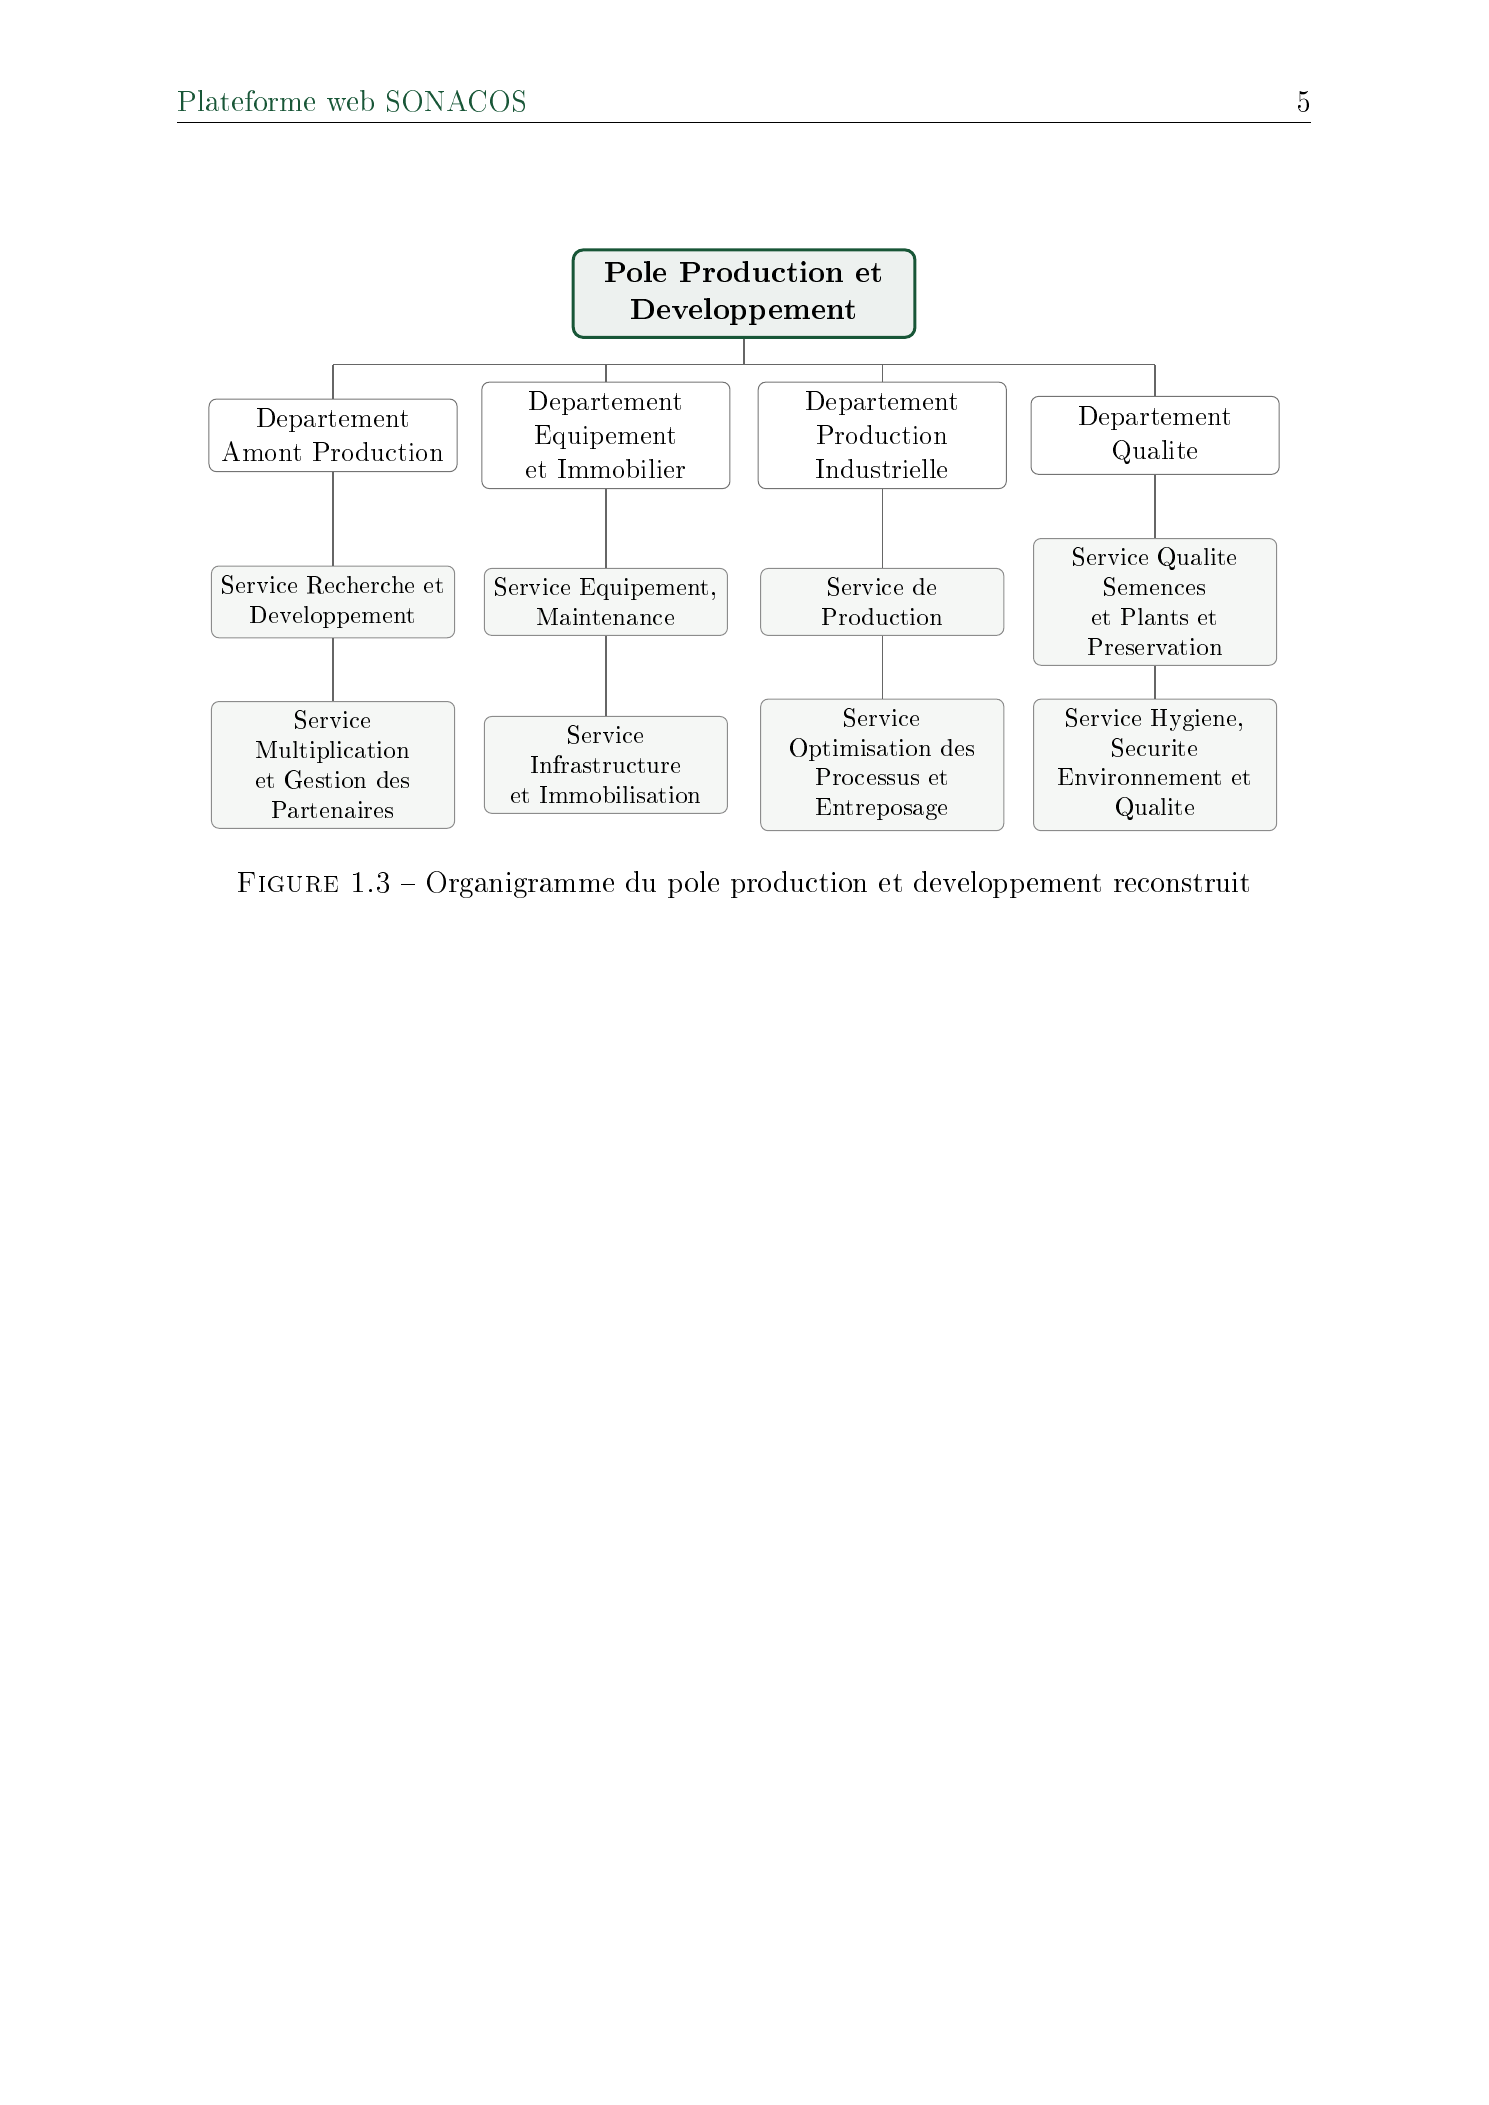 Plateforme web SONACOS
5
Pole Production et
Developpement
Departement
Amont Production
Departement
Equipement
et Immobilier
Departement
Production
Industrielle
Departement
Qualite
Service Recherche et
Developpement
Service Equipement,
Maintenance
Service de
Production
Service Qualite
Semences
et Plants et
Preservation
Service
Multiplication
et Gestion des
Partenaires
Service
Infrastructure
et Immobilisation
Service
Optimisation des
Processus et
Entreposage
Service Hygiene,
Securite
Environnement et
Qualite
FIGURE 1.3 – Organigramme du pole production et developpement reconstruit